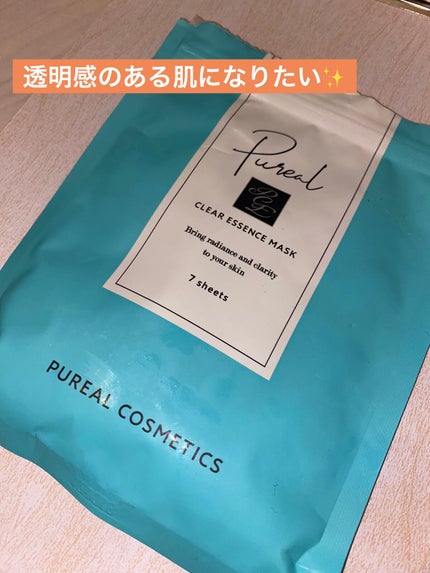 透明感のある肌になりたい✨
Pureal
CLEAR ESSENCE MASK
Bring radiance and clarity
to your skin
7 sheets
PUREAL COSMETICS